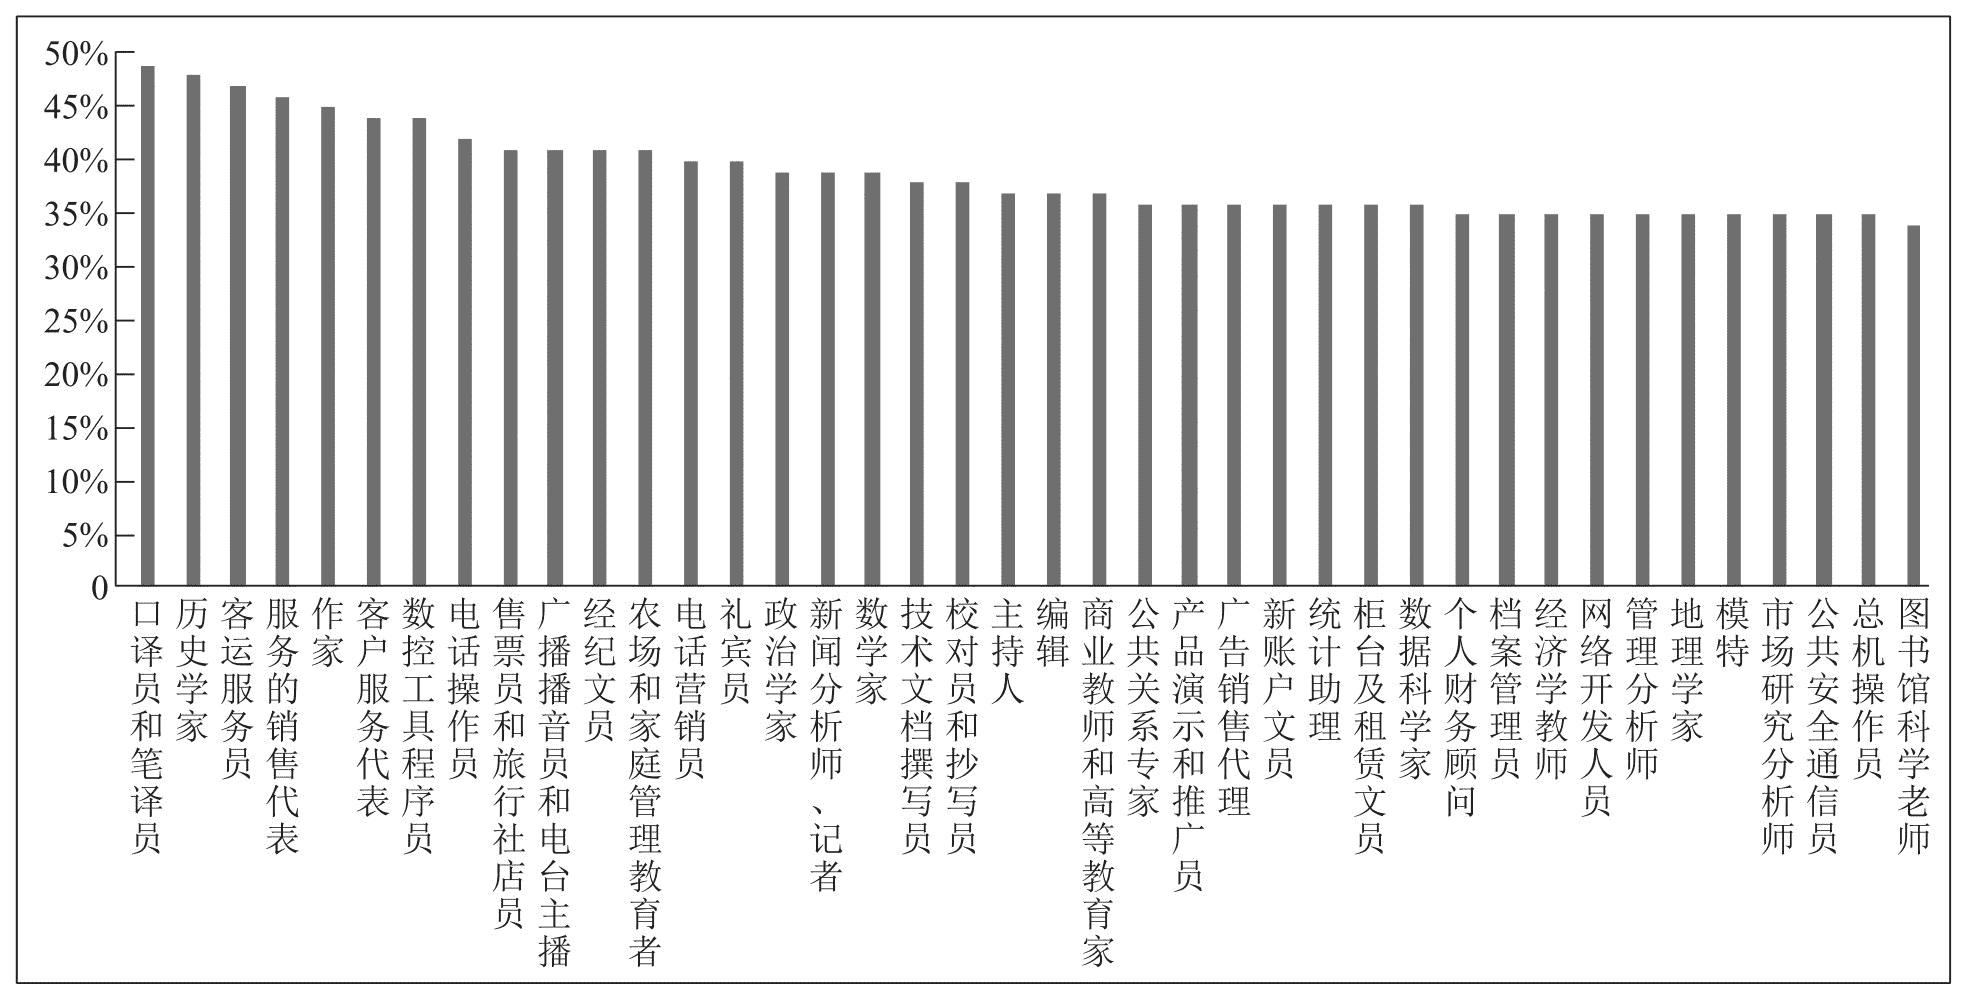 50%
45%
40%
35%
30%
25%
20%
15%
10%
5%
0
口译员和笔译员
历史学家
客运服务员
服务的销售代表
作家
客户服务代表
数控工具程序员
电话操作员
售票员和旅行社店员
广播播音员和电台主播
经纪文员
农场和家庭管理教育者
电话营销员
礼宾员
政治学家
新闻分析师、记者
数学家
技术文档撰写员
校对员和抄写员
主持人
编辑
商业教师和高等教育家
公共关系专家
产品演示和推广员
广告销售代理
新账户文员
统计助理
柜台及租赁文员
数据科学家
个人财务顾问
档案管理员
经济学教师
网络开发人员
管理分析师
地理学家
模特
市场研究分析师
公共安全通信员
总机操作员
图书馆科学老师